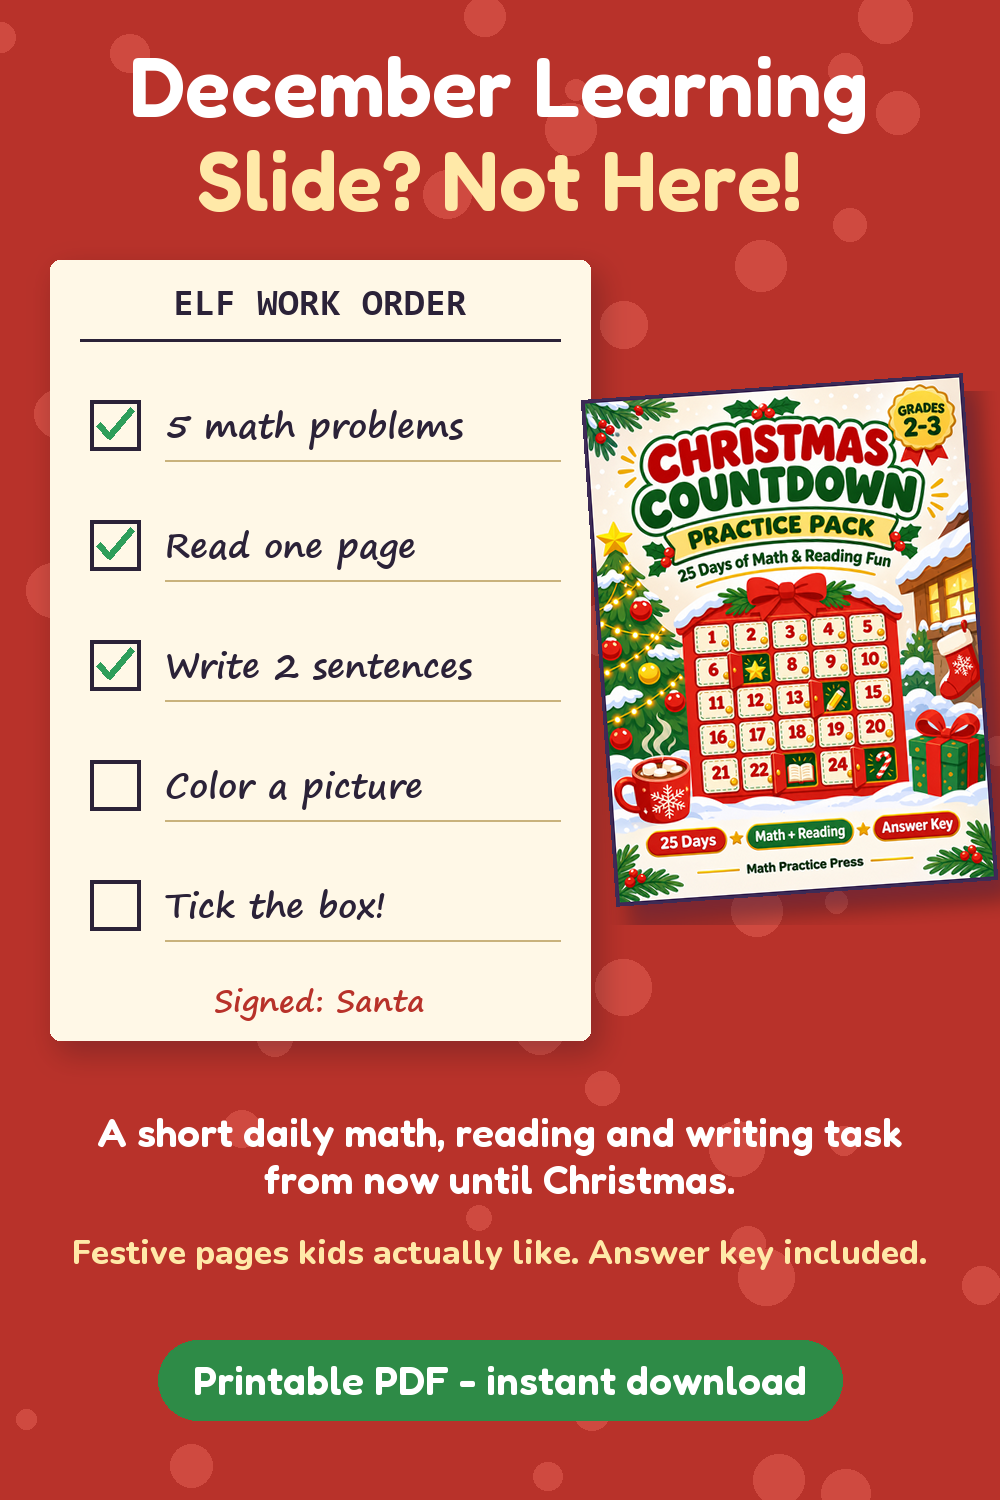 December Learning
Slide? Not Here!
ELF WORK ORDER
5 math problems
Read one page
Write 2 sentences
Color a picture
Tick the box!
Signed: Santa
GRADES
2-3
CHRISTMAS
COUNTDOWN
PRACTICE PACK
25 Days of Math & Reading Fun
1 2 3 4 5
6 8 9 10
11 12 13 15
16 17 18 19 20
21 22 24
25 Days Math + Reading Answer Key
Math Practice Press
A short daily math, reading and writing task
from now until Christmas.
Festive pages kids actually like. Answer key included.
Printable PDF - instant download